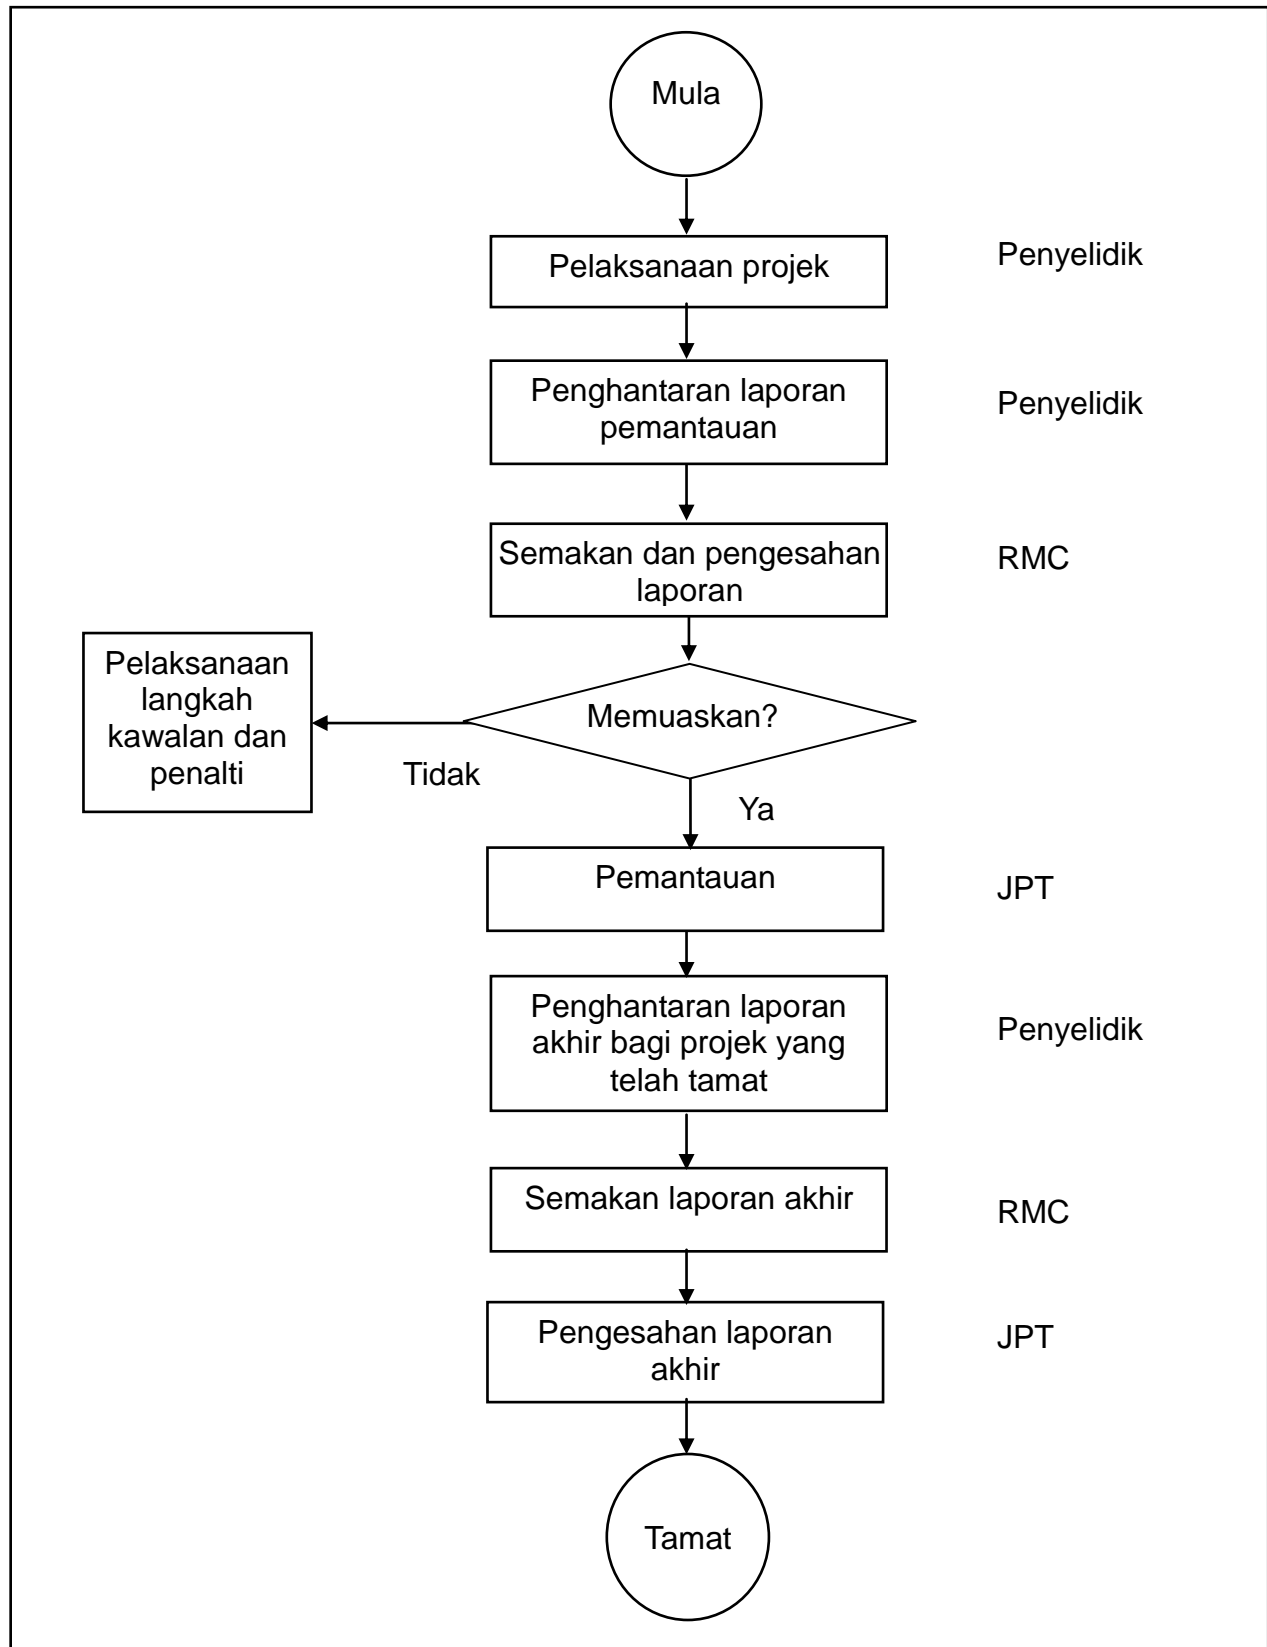 Mula
Pelaksanaan projek
Penyelidik
Penghantaran laporan
pemantauan
Penyelidik
Semakan dan pengesahan
laporan
RMC
Memuaskan?
Pelaksanaan
langkah
kawalan dan
penalti
Tidak
Ya
Pemantauan
JPT
Penghantaran laporan
akhir bagi projek yang
telah tamat
Penyelidik
Semakan laporan akhir
RMC
Pengesahan laporan
akhir
JPT
Tamat